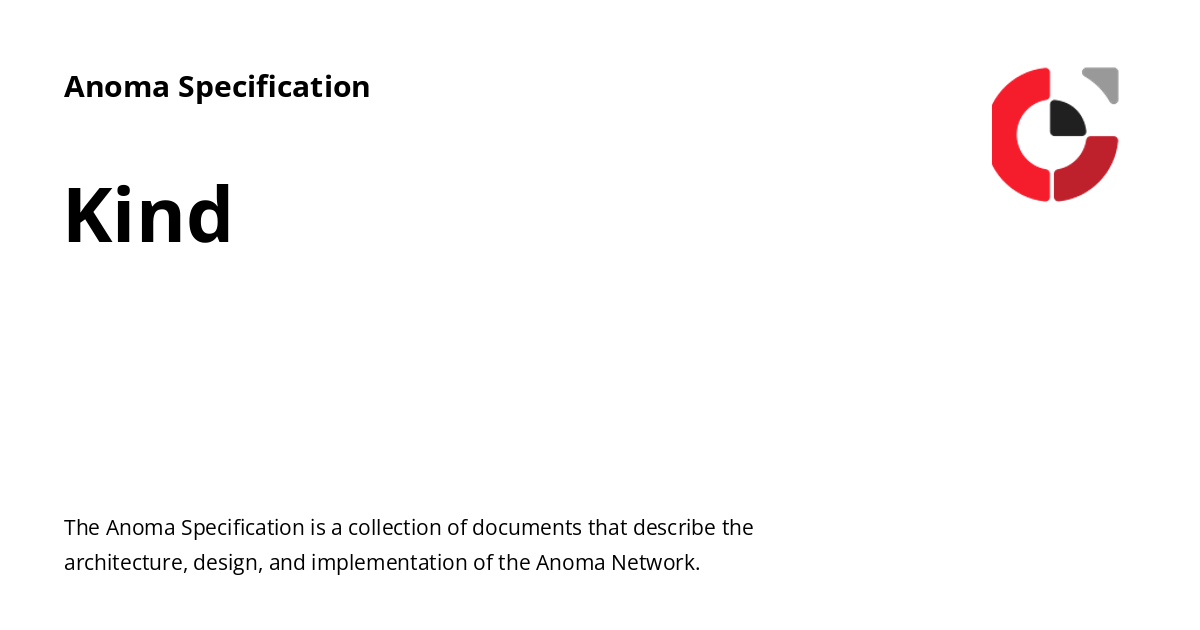 Anoma Specification
Kind
The Anoma Specification is a collection of documents that describe the
architecture, design, and implementation of the Anoma Network.